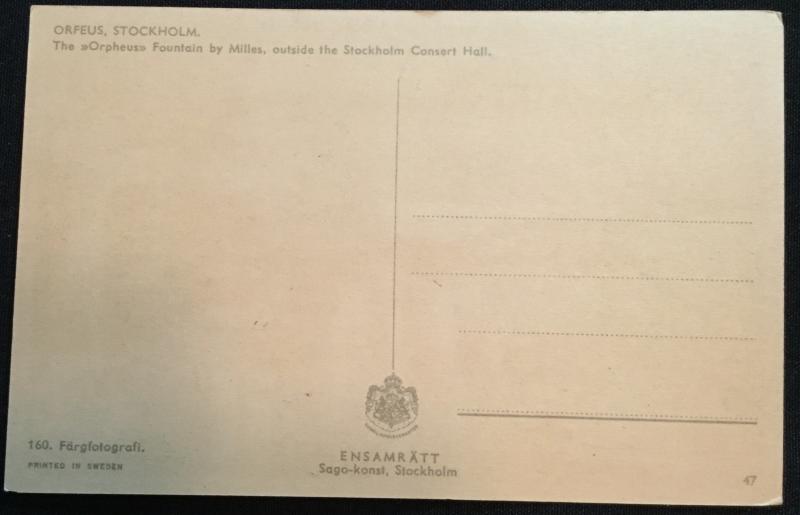 ORFEUS, STOCKHOLM.
The »Orpheus» Fountain by Milles, outside the Stockholm Consert Hall.
160. Färgfotografi.
PRINTED IN SWEDEN
ENSAMRÄTT
Sago-konst, Stockholm
47